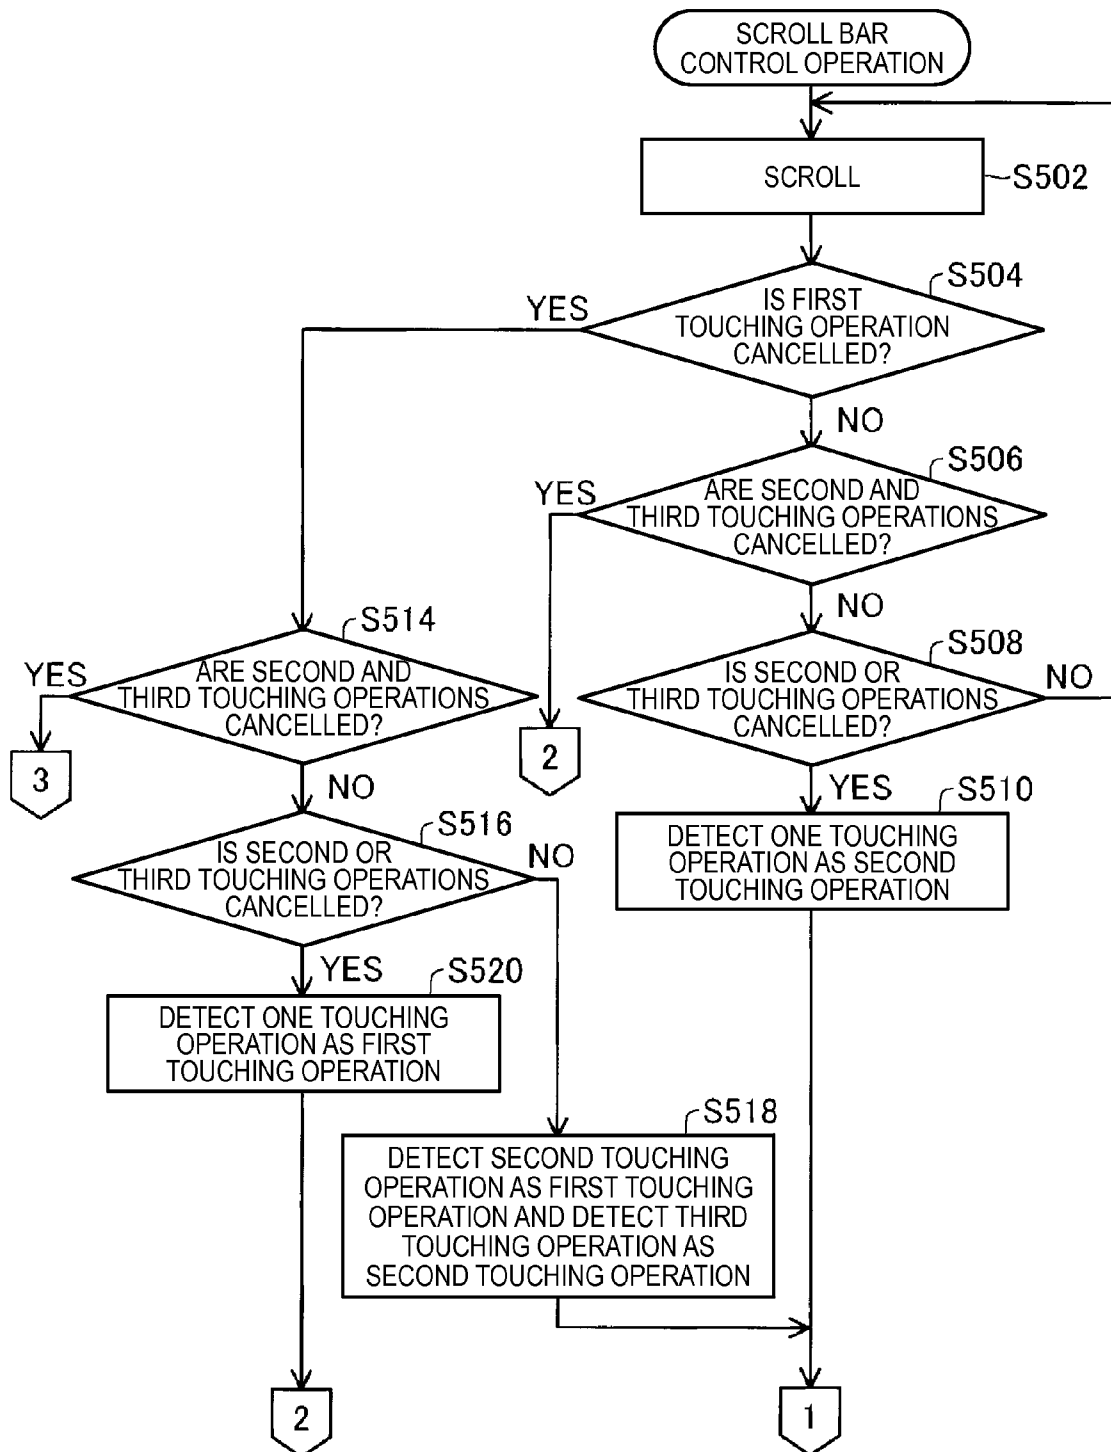 SCROLL BAR
CONTROL OPERATION
SCROLL
S502
S504
IS FIRST
TOUCHING OPERATION
CANCELLED?
YES
NO
S506
ARE SECOND AND
THIRD TOUCHING OPERATIONS
CANCELLED?
YES
NO
S508
IS SECOND OR
THIRD TOUCHING OPERATIONS
CANCELLED?
NO
YES
S514
ARE SECOND AND
THIRD TOUCHING OPERATIONS
CANCELLED?
YES
NO
3
2
S510
DETECT ONE TOUCHING
OPERATION AS SECOND
TOUCHING OPERATION
S516
IS SECOND OR
THIRD TOUCHING OPERATIONS
CANCELLED?
NO
YES
S520
DETECT ONE TOUCHING
OPERATION AS FIRST
TOUCHING OPERATION
S518
DETECT SECOND TOUCHING
OPERATION AS FIRST TOUCHING
OPERATION AND DETECT THIRD
TOUCHING OPERATION AS
SECOND TOUCHING OPERATION
2
1